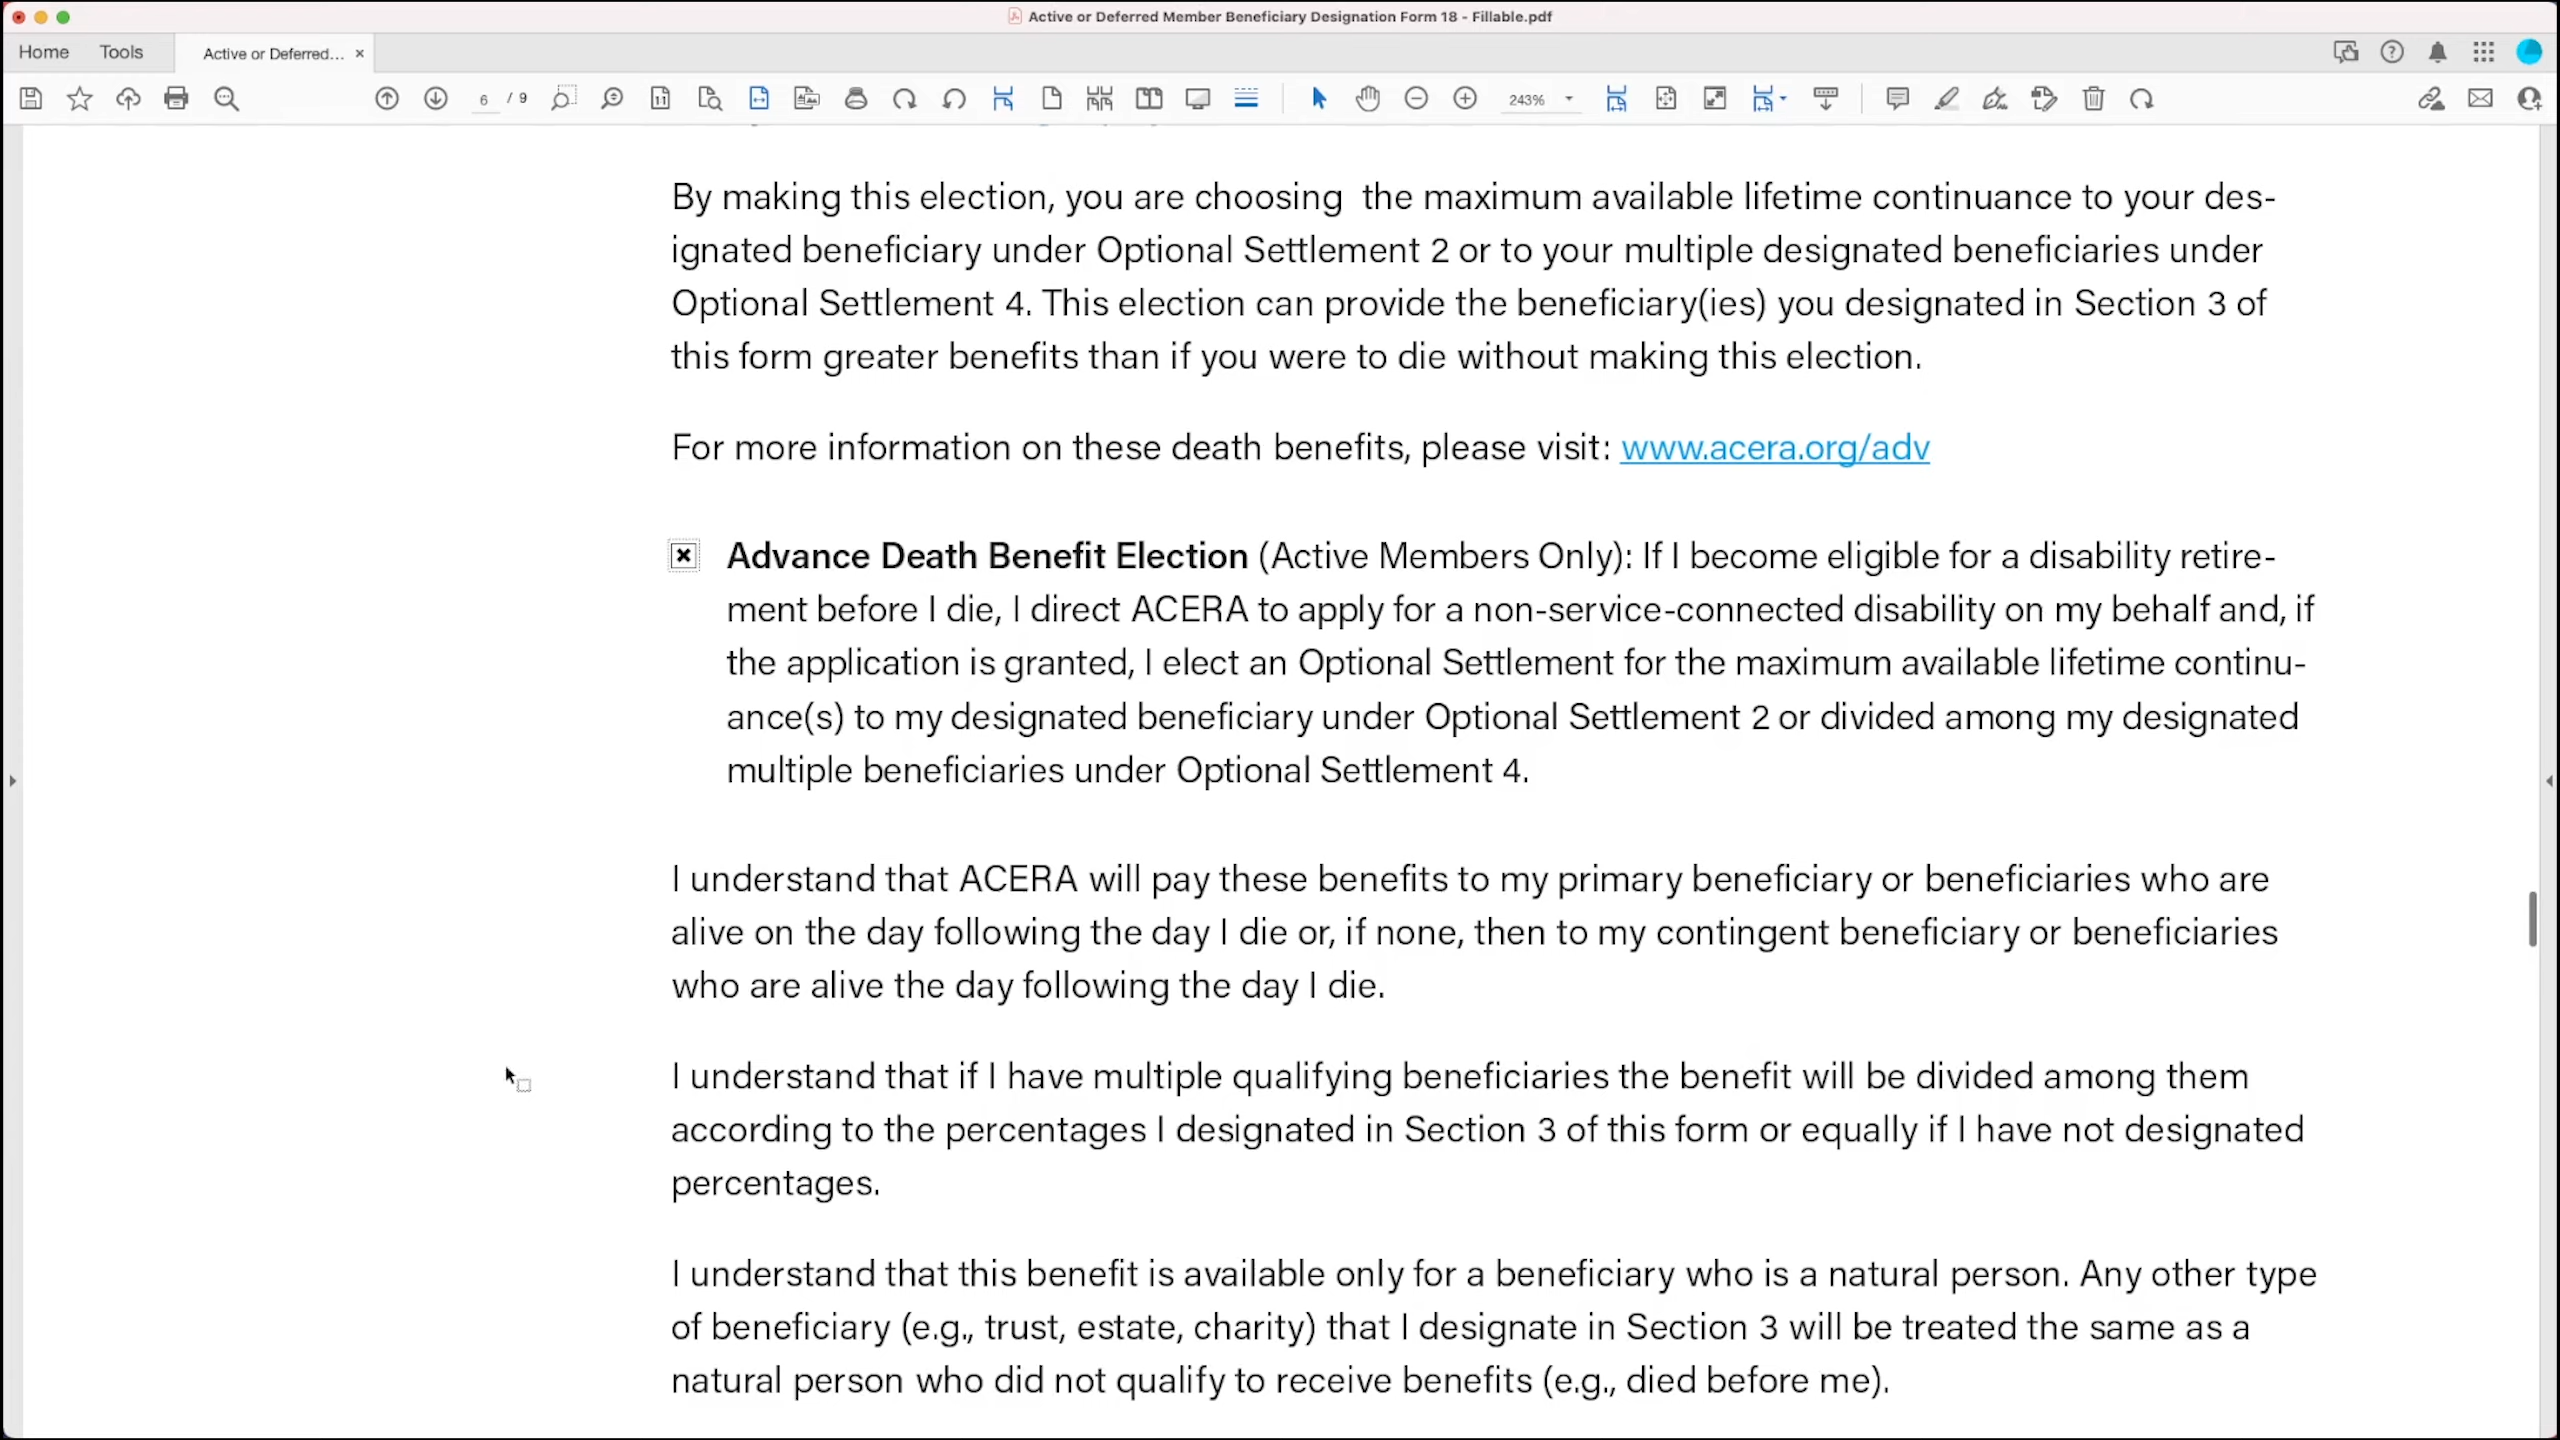 Active or Deferred Member Beneficiary Designation Form 18 - Fillable.pdf
Home Tools Active or Deferred... ×
6 / 9 243%
By making this election, you are choosing  the maximum available lifetime continuance to your des-
ignated beneficiary under Optional Settlement 2 or to your multiple designated beneficiaries under
Optional Settlement 4. This election can provide the beneficiary(ies) you designated in Section 3 of
this form greater benefits than if you were to die without making this election.
For more information on these death benefits, please visit: www.acera.org/adv
Advance Death Benefit Election (Active Members Only): If I become eligible for a disability retire-
ment before I die, I direct ACERA to apply for a non-service-connected disability on my behalf and, if
the application is granted, I elect an Optional Settlement for the maximum available lifetime continu-
ance(s) to my designated beneficiary under Optional Settlement 2 or divided among my designated
multiple beneficiaries under Optional Settlement 4.
I understand that ACERA will pay these benefits to my primary beneficiary or beneficiaries who are
alive on the day following the day I die or, if none, then to my contingent beneficiary or beneficiaries
who are alive the day following the day I die.
I understand that if I have multiple qualifying beneficiaries the benefit will be divided among them
according to the percentages I designated in Section 3 of this form or equally if I have not designated
percentages.
I understand that this benefit is available only for a beneficiary who is a natural person. Any other type
of beneficiary (e.g., trust, estate, charity) that I designate in Section 3 will be treated the same as a
natural person who did not qualify to receive benefits (e.g., died before me).